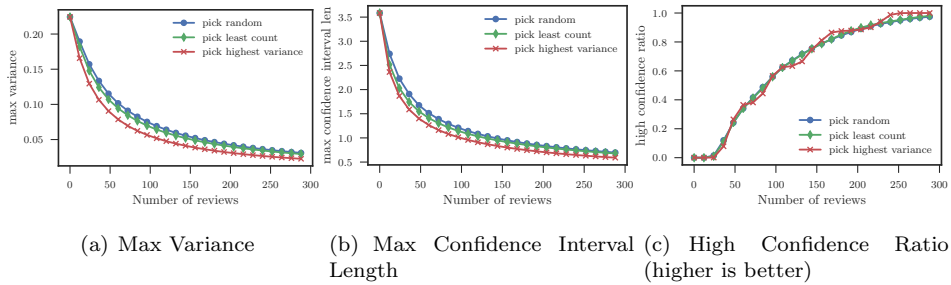 0.20
0.15
0.10
0.05
max variance
0 50 100 150 200 250 300
Number of reviews
pick random
pick least count
pick highest variance
3.5
3.0
2.5
2.0
1.5
1.0
0.5
max confidence interval len
0 50 100 150 200 250 300
Number of reviews
pick random
pick least count
pick highest variance
1.0
0.8
0.6
0.4
0.2
0.0
high confidence ratio
0 50 100 150 200 250 300
Number of reviews
pick random
pick least count
pick highest variance
(a) Max Variance
(b) Max Confidence Interval
Length
(c) High Confidence Ratio
(higher is better)